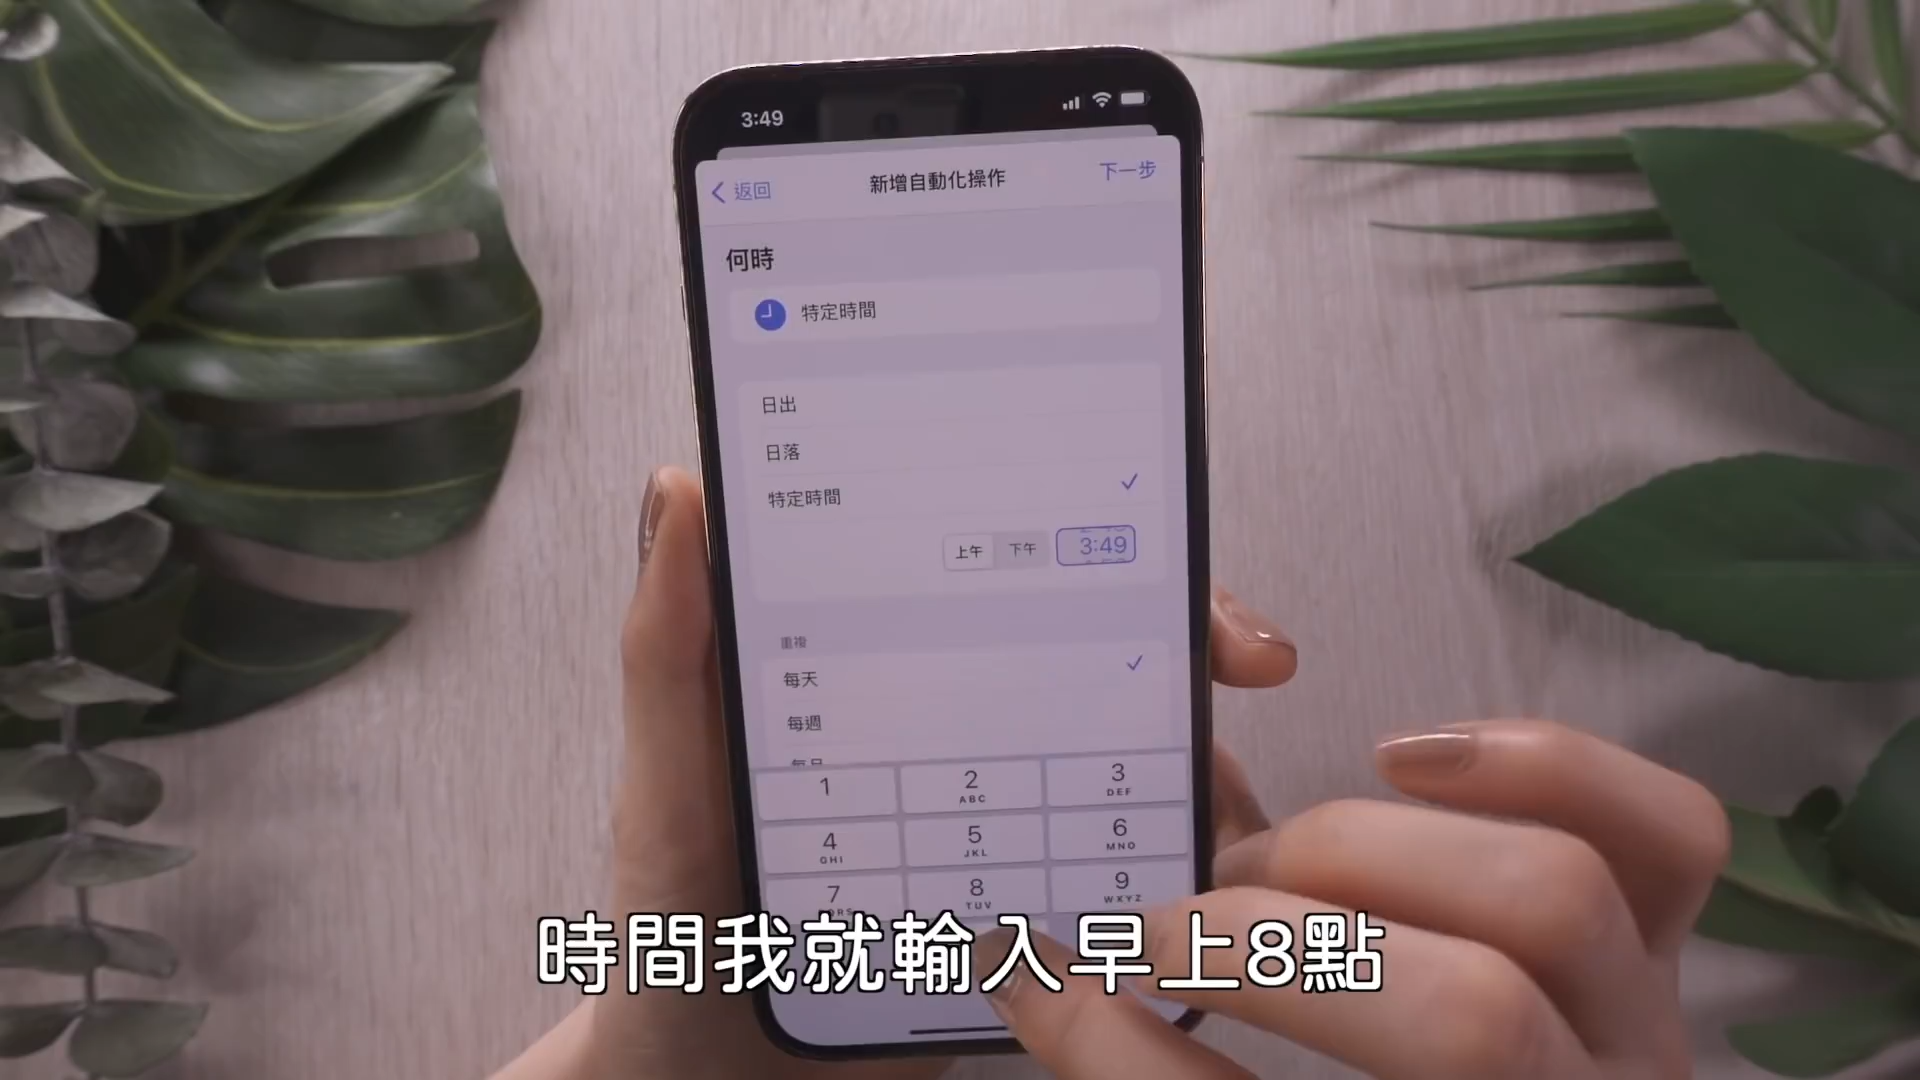 3:49
返回
新增自動化操作
下一步
何時
特定時間
日出
日落
特定時間
上午
下午
3:49
重複
每天
每週
每月
1
2
ABC
3
DEF
4
GHI
5
JKL
6
MNO
7
8
TUV
9
WXYZ
時間我就輸入早上8點